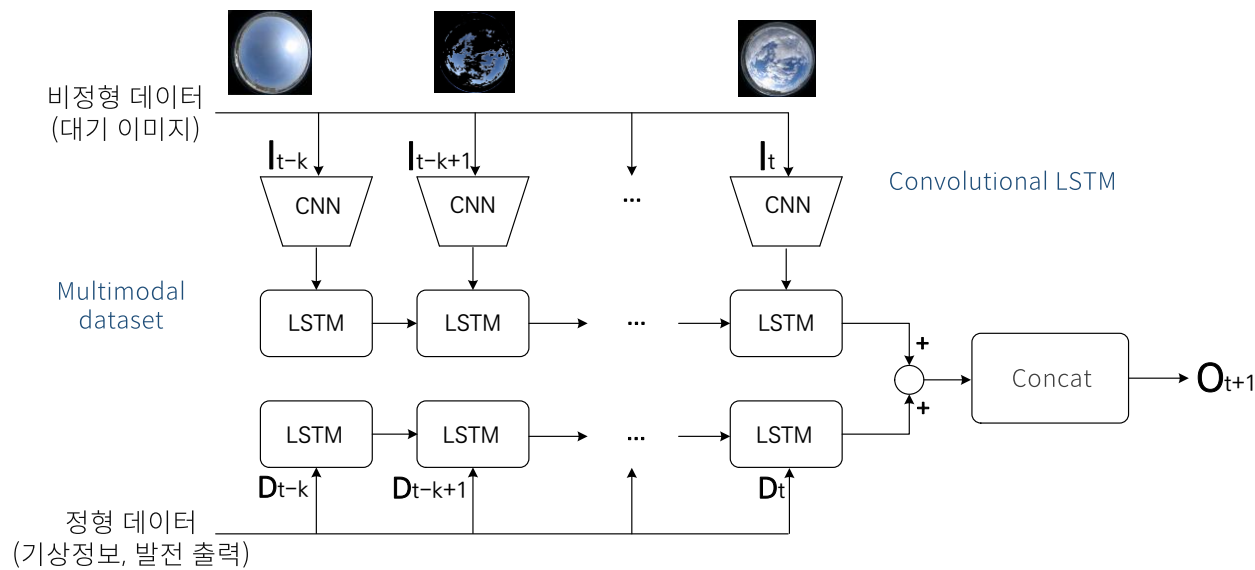 비정형 데이터
(대기 이미지)
It-k
It-k+1
It
CNN
CNN
...
CNN
Convolutional LSTM
Multimodal
dataset
LSTM
LSTM
...
LSTM
+
Concat
Ot+1
+
LSTM
LSTM
...
LSTM
Dt-k
Dt-k+1
Dt
정형 데이터
(기상정보, 발전 출력)